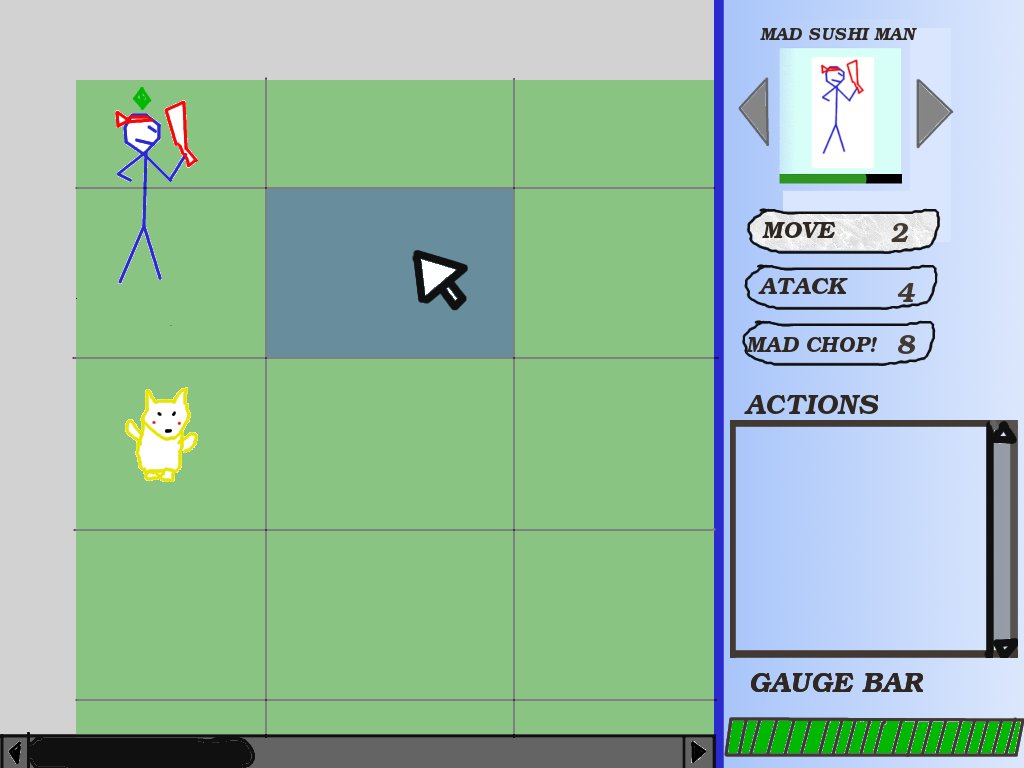 MAD SUSHI MAN
MOVE 2
ATACK 4
MAD CHOP! 8
ACTIONS
GAUGE BAR